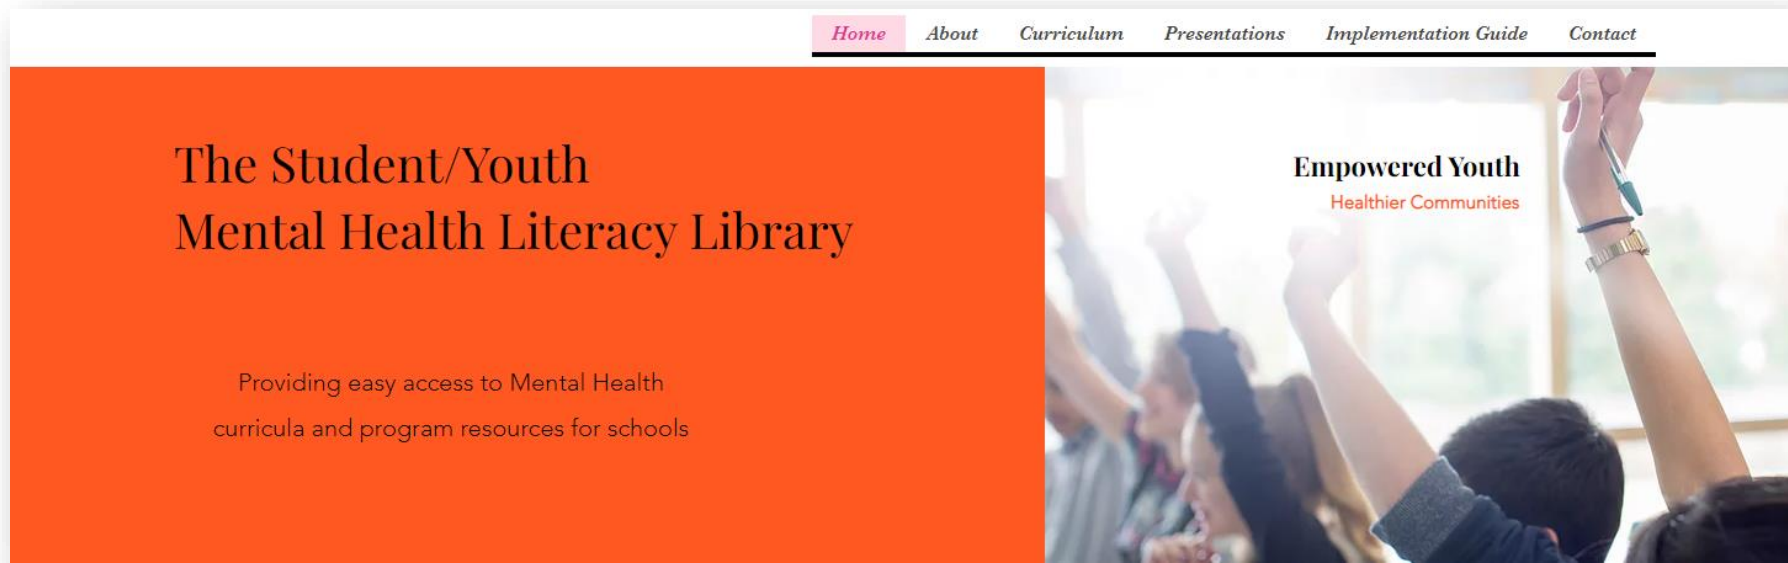 Home About Curriculum Presentations Implementation Guide Contact
The Student/Youth
Mental Health Literacy Library
Providing easy access to Mental Health
curricula and program resources for schools
Empowered Youth
Healthier Communities